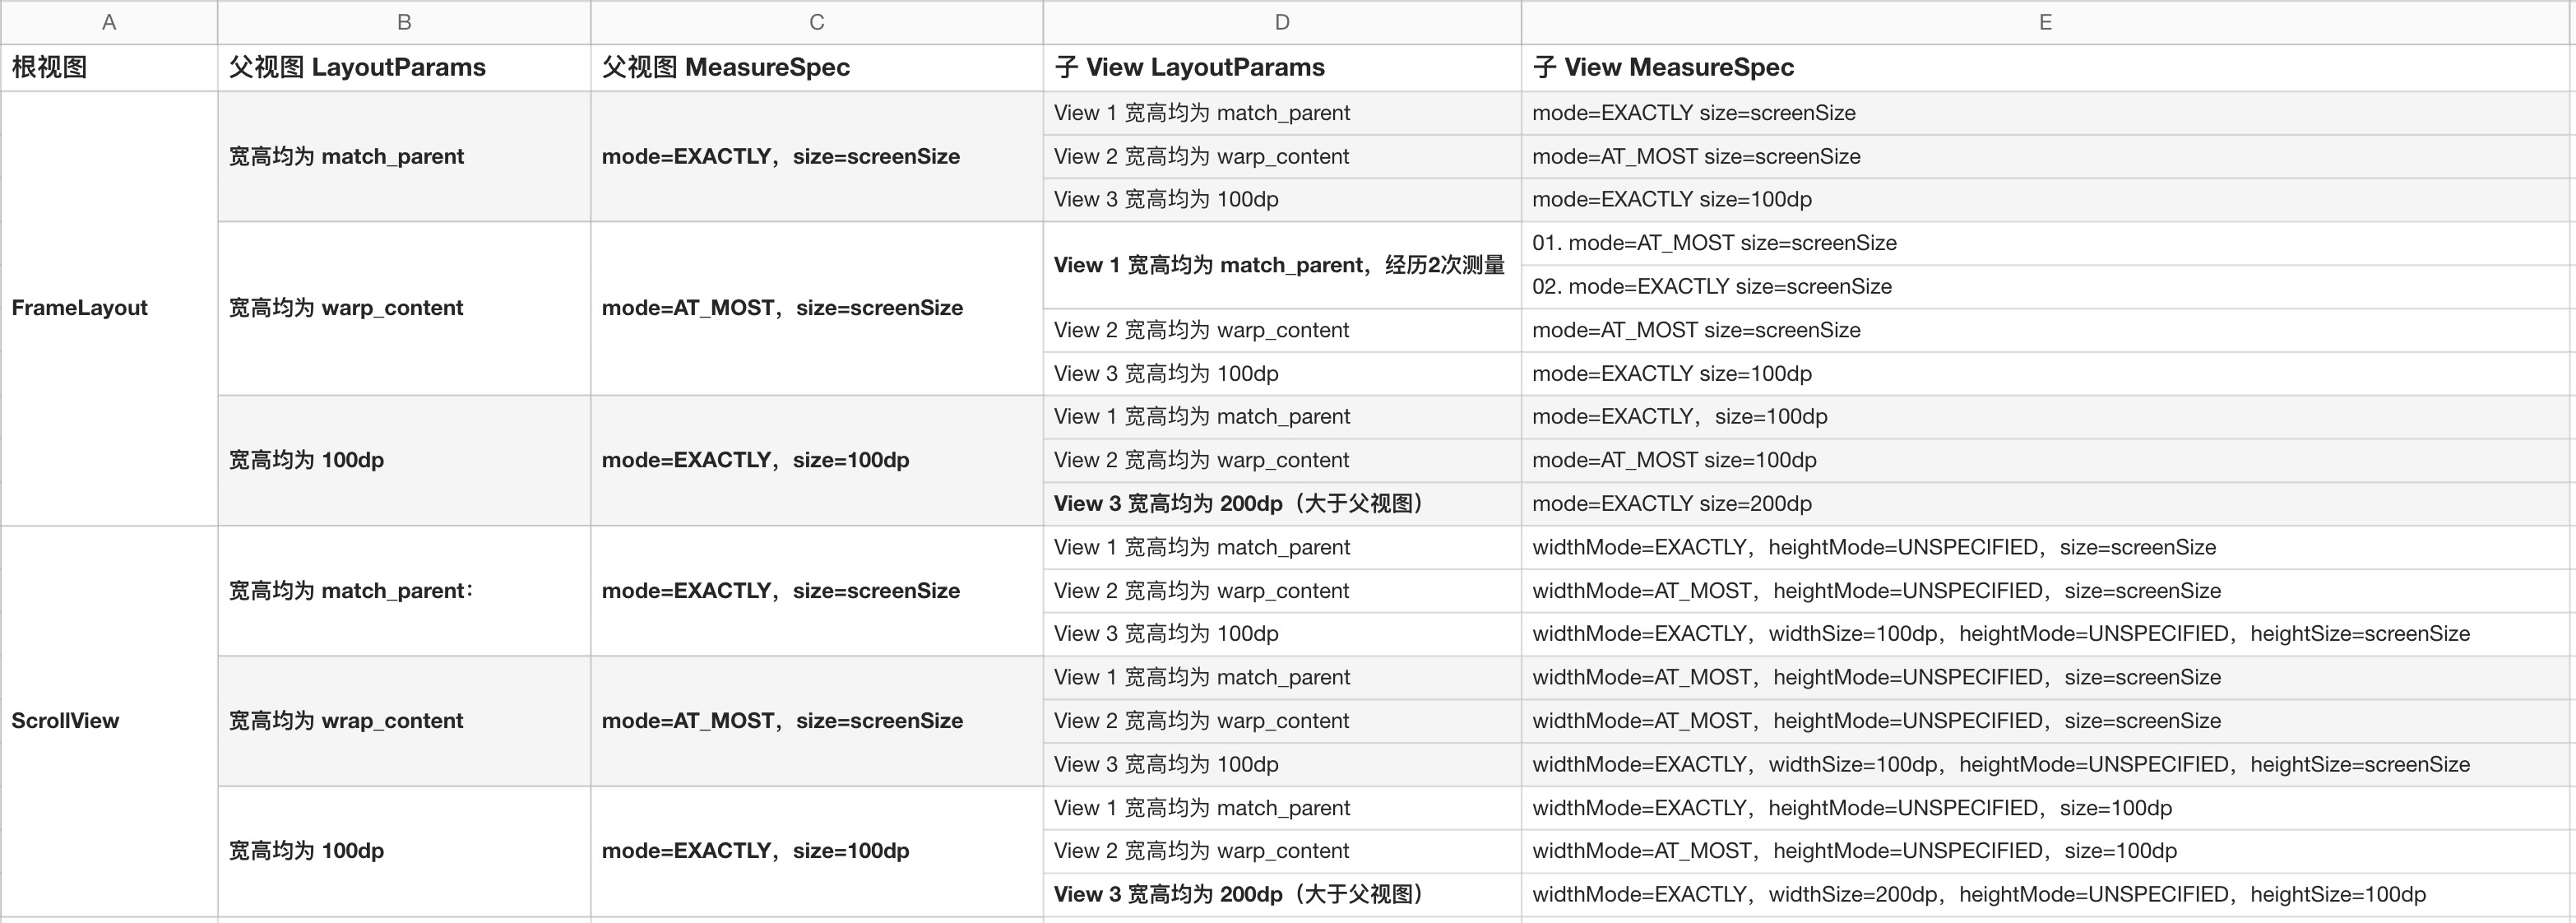 A B C D E
根视图 父视图 LayoutParams 父视图 MeasureSpec 子 View LayoutParams 子 View MeasureSpec
FrameLayout
宽高均为 match_parent
mode=EXACTLY，size=screenSize
View 1 宽高均为 match_parent
mode=EXACTLY size=screenSize
View 2 宽高均为 warp_content
mode=AT_MOST size=screenSize
View 3 宽高均为 100dp
mode=EXACTLY size=100dp
宽高均为 warp_content
mode=AT_MOST，size=screenSize
View 1 宽高均为 match_parent，经历2次测量
01. mode=AT_MOST size=screenSize
02. mode=EXACTLY size=screenSize
View 2 宽高均为 warp_content
mode=AT_MOST size=screenSize
View 3 宽高均为 100dp
mode=EXACTLY size=100dp
宽高均为 100dp
mode=EXACTLY，size=100dp
View 1 宽高均为 match_parent
mode=EXACTLY，size=100dp
View 2 宽高均为 warp_content
mode=AT_MOST size=100dp
View 3 宽高均为 200dp（大于父视图）
mode=EXACTLY size=200dp
ScrollView
宽高均为 match_parent：
mode=EXACTLY，size=screenSize
View 1 宽高均为 match_parent
widthMode=EXACTLY，heightMode=UNSPECIFIED，size=screenSize
View 2 宽高均为 warp_content
widthMode=AT_MOST，heightMode=UNSPECIFIED，size=screenSize
View 3 宽高均为 100dp
widthMode=EXACTLY，widthSize=100dp，heightMode=UNSPECIFIED，heightSize=screenSize
宽高均为 wrap_content
mode=AT_MOST，size=screenSize
View 1 宽高均为 match_parent
widthMode=AT_MOST，heightMode=UNSPECIFIED，size=screenSize
View 2 宽高均为 warp_content
widthMode=AT_MOST，heightMode=UNSPECIFIED，size=screenSize
View 3 宽高均为 100dp
widthMode=EXACTLY，widthSize=100dp，heightMode=UNSPECIFIED，heightSize=screenSize
宽高均为 100dp
mode=EXACTLY，size=100dp
View 1 宽高均为 match_parent
widthMode=EXACTLY，heightMode=UNSPECIFIED，size=100dp
View 2 宽高均为 warp_content
widthMode=AT_MOST，heightMode=UNSPECIFIED，size=100dp
View 3 宽高均为 200dp（大于父视图）
widthMode=EXACTLY，widthSize=200dp，heightMode=UNSPECIFIED，heightSize=100dp